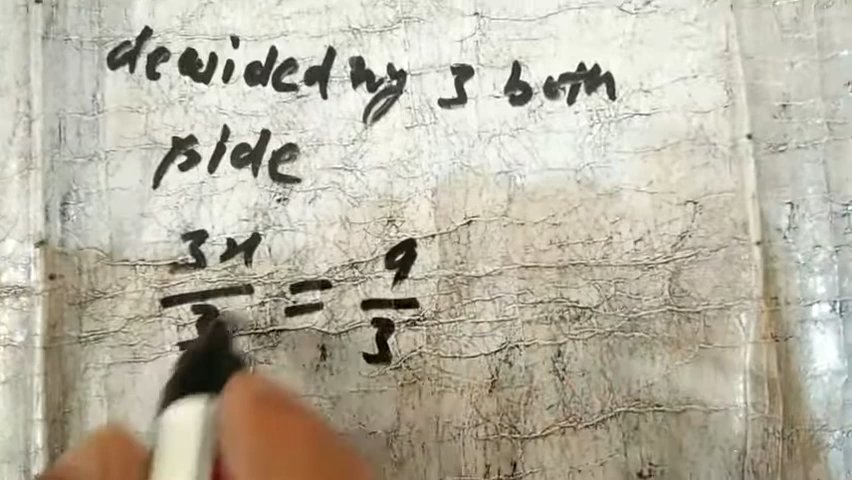 dewided by 3 both
side
3x/3 = 9/3